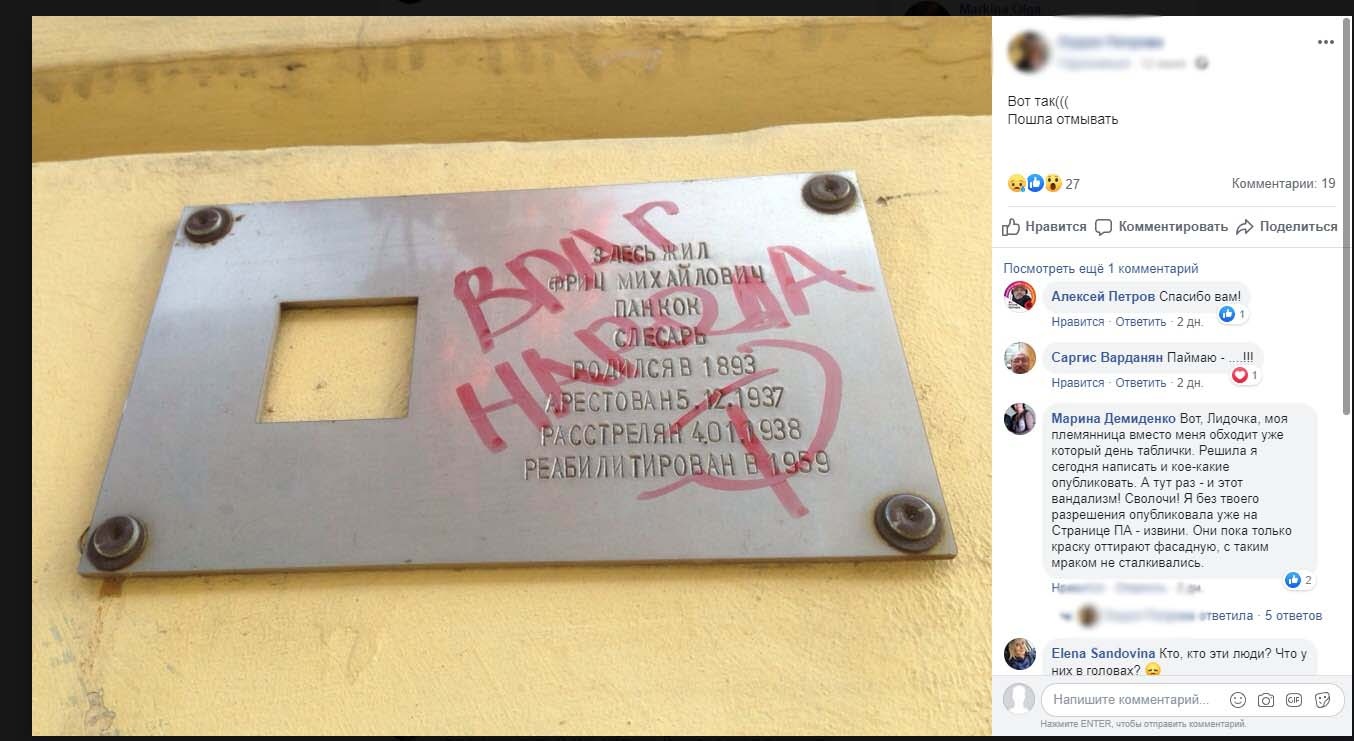 Markina Olga
ЗДЕСЬ ЖИЛ
ФРИЦ МИХАЙЛОВИЧ
ПАНКОК
СЛЕСАРЬ
РОДИЛСЯ В 1893
АРЕСТОВАН 5.12.1937
РАССТРЕЛЯН 4.01.1938
РЕАБИЛИТИРОВАН В 1959
ВРАГ
НАРОДА
Вот так(((
Пошла отмывать
27
Комментарии: 19
Нравится
Комментировать
Поделиться
Посмотреть ещё 1 комментарий
Алексей Петров Спасибо вам!
1
Нравится · Ответить · 2 дн.
Саргис Варданян Паймаю - ....!!!
1
Нравится · Ответить · 2 дн.
Марина Демиденко Вот, Лидочка, моя
племянница вместо меня обходит уже
который день таблички. Решила я
сегодня написать и кое-какие
опубликовать. А тут раз - и этот
вандализм! Сволочи! Я без твоего
разрешения опубликовала уже на
Странице ПА - извини. Они пока только
краску оттирают фасадную, с таким
мраком не сталкивались.
2
ответила · 5 ответов
Elena Sandovina Кто, кто эти люди? Что у
них в головах?
Напишите комментарий...
GIF
Нажмите ENTER, чтобы отправить комментарий.